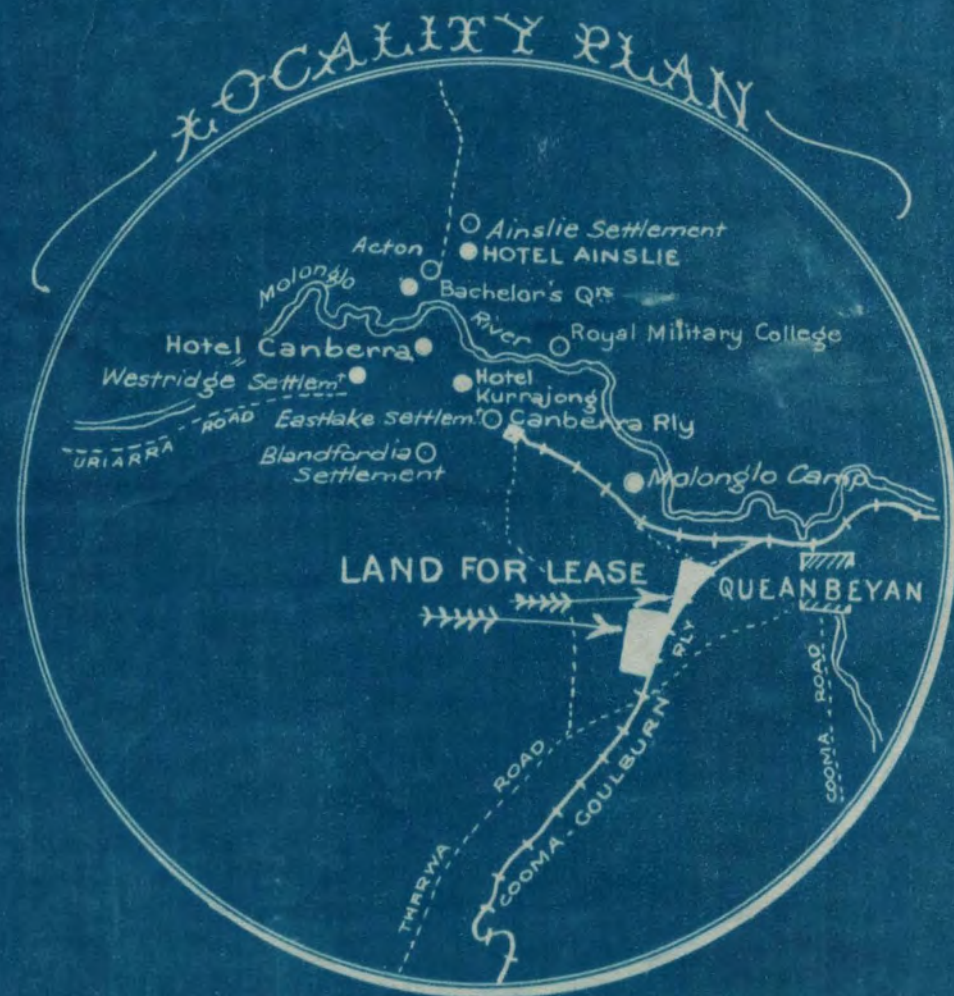 LOCALITY PLAN
Ainslie Settlement
HOTEL AINSLIE
Acton
Bachelor's Qrs
Molonglo
River
Royal Military College
Hotel Canberra
Westridge Settlemt
Hotel
Kurrajong
URIARRA ROAD
Eastlake Settlemt
Canberra Rly
Blandfordia
Settlement
Molonglo Camp
LAND FOR LEASE
QUEANBEYAN
COOMA ROAD
THARWA ROAD
COOMA-GOULBURN RLY